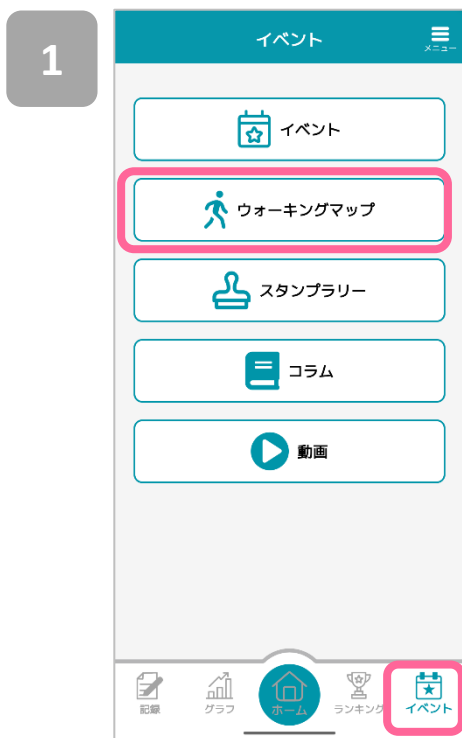 1
イベント
メニュー
イベント
ウォーキングマップ
スタンプラリー
コラム
動画
記録
グラフ
ホーム
ランキング
イベント